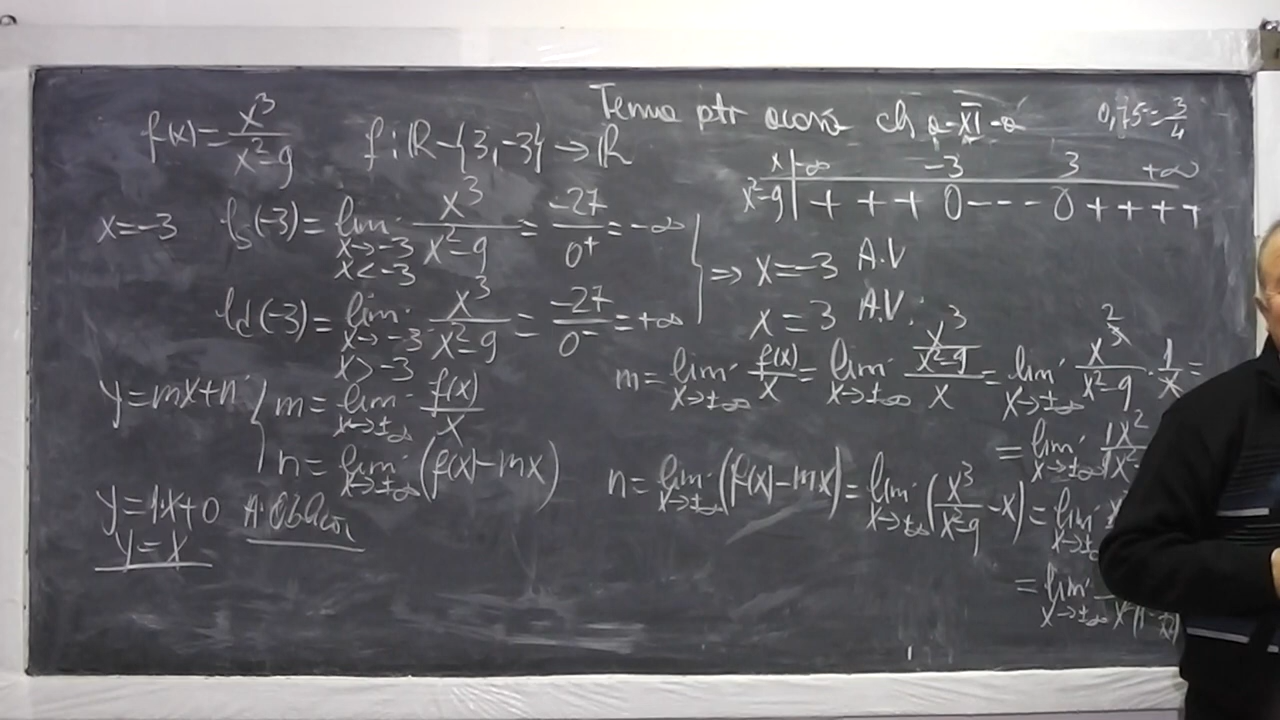 f(x) = x³/(x²-9) f: R-{3,-3} → R
Tema ptr acasă 0,75 = 3/4
x | -∞ -3 3 +∞
x²-9 | + + + 0 - - - 0 + + + +
x = -3 ls(-3) = lim x→-3 x<-3 x³/(x²-9) = -27/0⁺ = -∞
ld(-3) = lim x→-3 x>-3 x³/(x²-9) = -27/0⁻ = +∞
⇒ x = -3 A.V
x = 3 A.V.
y = mx+n { m = lim x→±∞ f(x)/x
n = lim x→±∞ (f(x)-mx)
y = 1·x+0 A. Oblică
y = x
m = lim x→±∞ f(x)/x = lim x→±∞ (x³/(x²-9))/x = lim x→±∞ x³/(x²-9) · 1/x =
= lim x→±∞ 1x²
n = lim x→±∞ (f(x)-mx) = lim x→±∞ (x³/(x²-9) - x) = lim x→±∞
= lim x→±∞